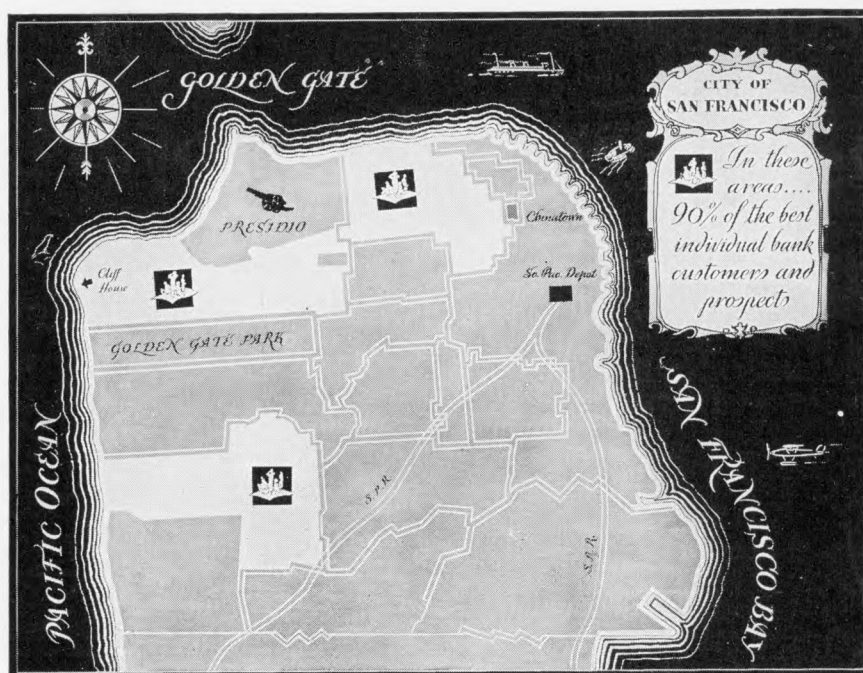 GOLDEN GATE
CITY OF
SAN FRANCISCO
In these
areas....
90% of the best
individual bank
customers and
prospects
PRESIDIO
Chinatown
Cliff
House
So. Pac. Depot
GOLDEN GATE PARK
PACIFIC OCEAN
SAN FRANCISCO BAY
S.P.R.
S.P.R.